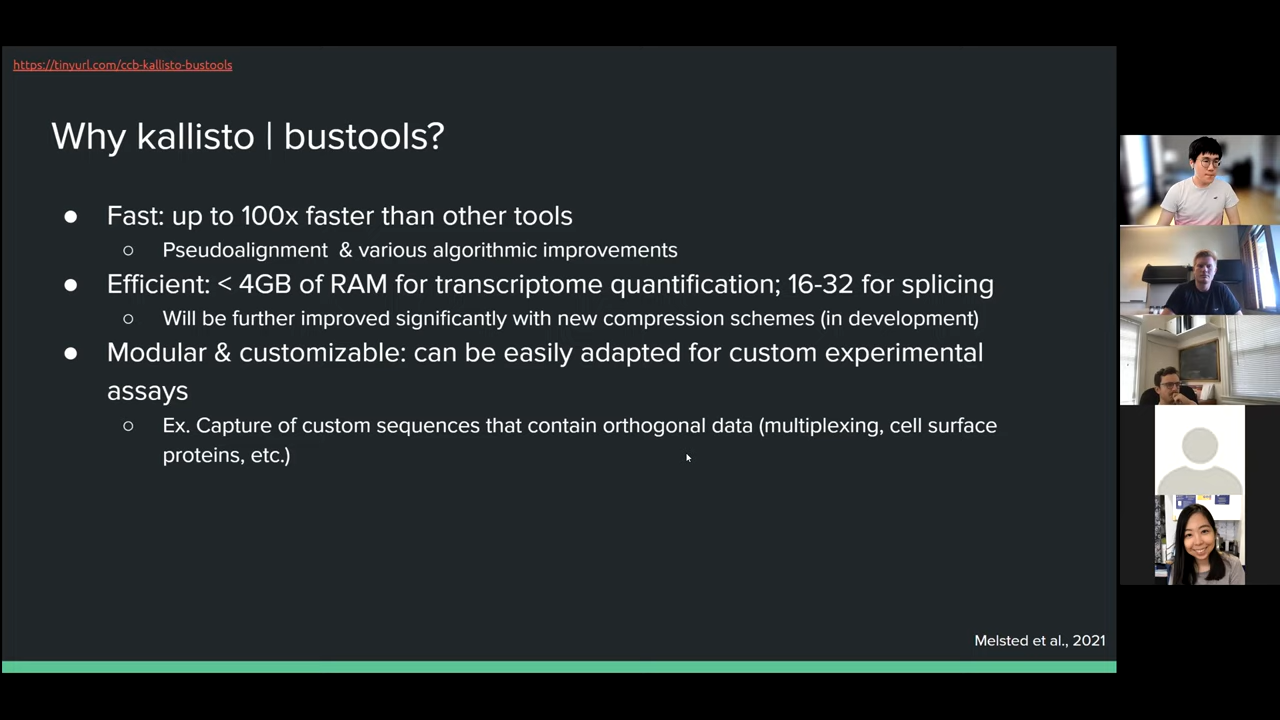 https://tinyurl.com/ccb-kallisto-bustools
Why kallisto | bustools?
● Fast: up to 100x faster than other tools
○ Pseudoalignment & various algorithmic improvements
● Efficient: < 4GB of RAM for transcriptome quantification; 16-32 for splicing
○ Will be further improved significantly with new compression schemes (in development)
● Modular & customizable: can be easily adapted for custom experimental
assays
○ Ex. Capture of custom sequences that contain orthogonal data (multiplexing, cell surface
proteins, etc.)
Melsted et al., 2021